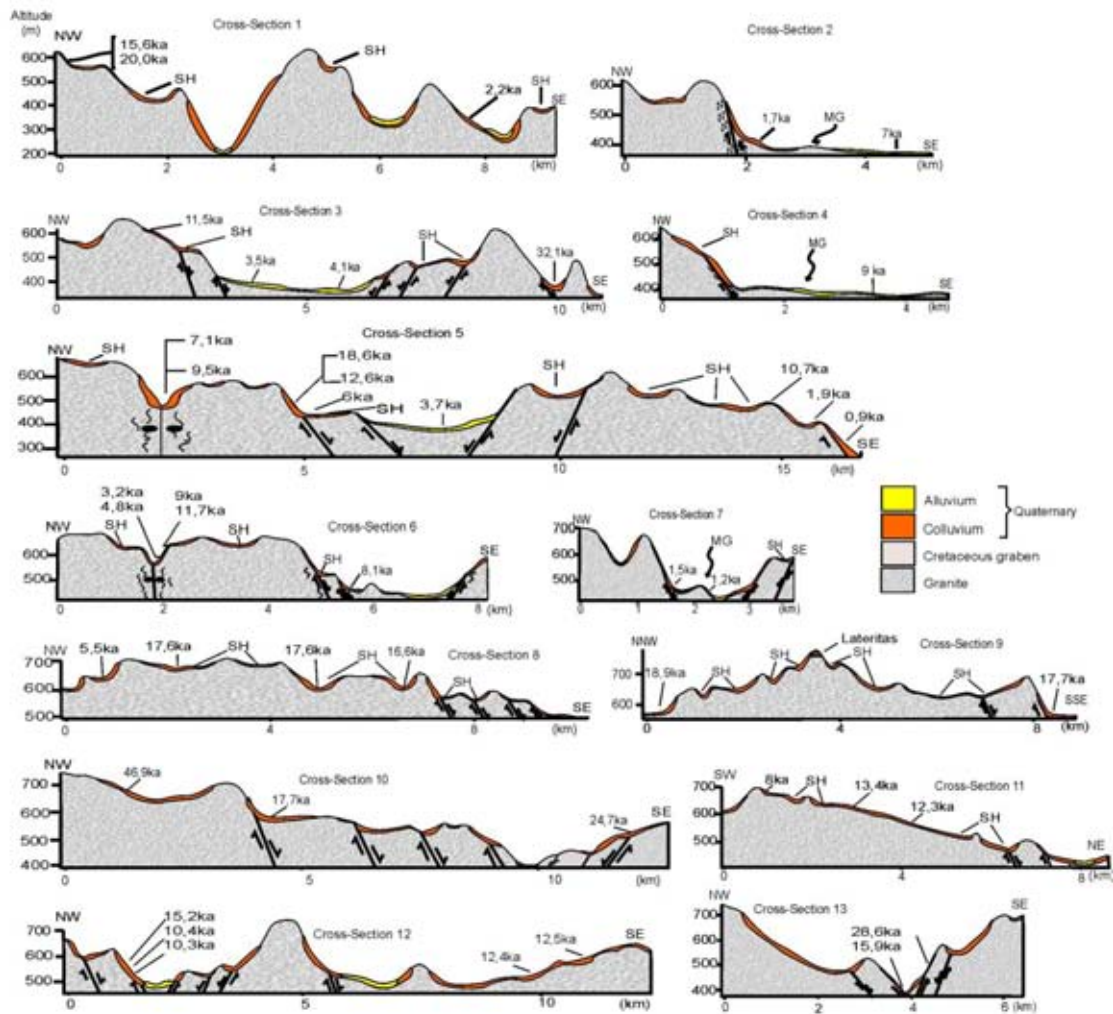 Altitude
(m)
Cross-Section 1
NW
15,6ka
20,0ka
SH
SH
2,2ka
SH
SE
600
500
400
300
200
0
2
4
6
8
(km)
Cross-Section 2
NW
600
500
400
1,7ka
MG
7ka
SE
0
2
4
(km)
Cross-Section 3
NW
11,5ka
SH
3,5ka
4,1ka
SH
32,1ka
SE
600
500
400
0
2
4
6
8
10
(km)
Cross-Section 4
NW
SH
MG
9 ka
SE
600
500
400
0
2
4
(km)
Cross-Section 5
NW
SH
7,1ka
9,5ka
18,6ka
12,6ka
6ka
SH
3,7ka
SH
SH
10,7ka
1,9ka
0,9ka
SE
600
500
400
300
0
5
10
15
(km)
Alluvium
Colluvium
Quaternary
Cretaceous graben
Granite
Cross-Section 6
NW
SH
3,2ka
4,8ka
9ka
11,7ka
SH
SH
8,1ka
SE
600
500
0
2
4
6
8
(km)
Cross-Section 7
NW
700
600
500
1,5ka
MG
1,2ka
SH
SE
0
1
2
3
(km)
Cross-Section 8
NW
5,5ka
17,6ka
SH
17,6ka
SH
16,6ka
SH
SE
700
600
500
0
4
8
(km)
Cross-Section 9
NNW
18,9ka
SH
SH
Lateritas
SH
SH
17,7ka
SSE
700
600
0
4
8
(km)
Cross-Section 10
NW
46,9ka
17,7ka
24,7ka
SE
700
600
500
400
0
5
10
(km)
Cross-Section 11
SW
8ka
SH
13,4ka
12,3ka
SH
NE
700
600
500
0
4
8
(km)
Cross-Section 12
NW
15,2ka
10,4ka
10,3ka
12,4ka
12,5ka
SE
700
600
500
0
5
10
(km)
Cross-Section 13
NW
28,6ka
15,9ka
SE
700
600
500
400
0
2
4
6
(km)